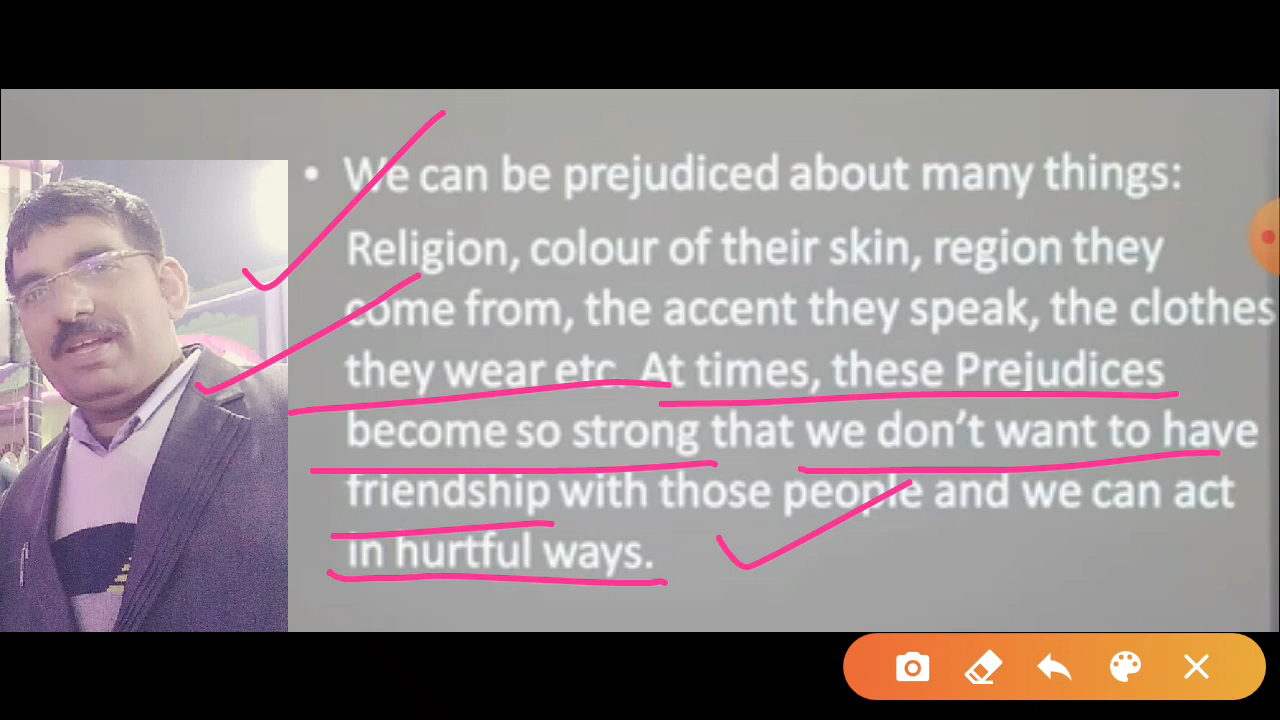 • We can be prejudiced about many things:
Religion, colour of their skin, region they
come from, the accent they speak, the clothes
they wear etc. At times, these Prejudices
become so strong that we don't want to have
friendship with those people and we can act
in hurtful ways.